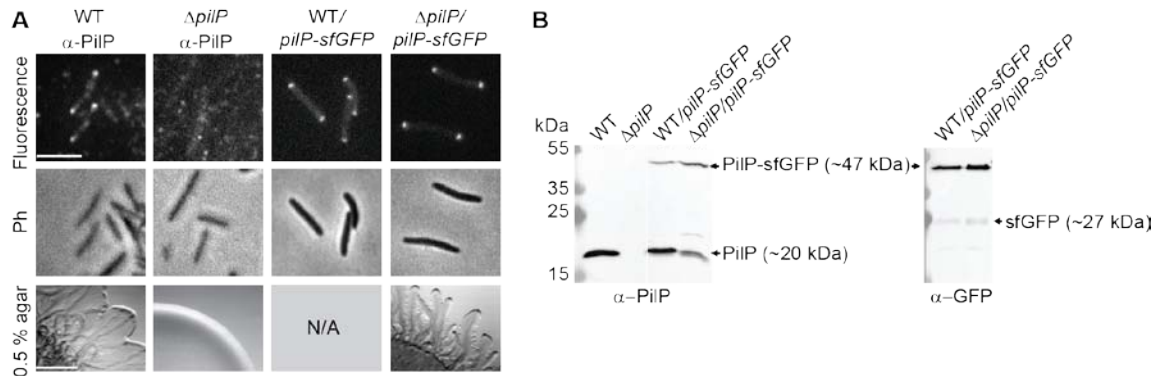 A
WT
α-PilP
ΔpilP
α-PilP
WT/
pilP-sfGFP
ΔpilP/
pilP-sfGFP
Fluorescence
Ph
0.5 % agar
N/A
B
kDa
55
35
25
15
WT
ΔpilP
WT/pilP-sfGFP
ΔpilP/pilP-sfGFP
PilP-sfGFP (~47 kDa)
PilP (~20 kDa)
α–PilP
WT/pilP-sfGFP
ΔpilP/pilP-sfGFP
sfGFP (~27 kDa)
α–GFP